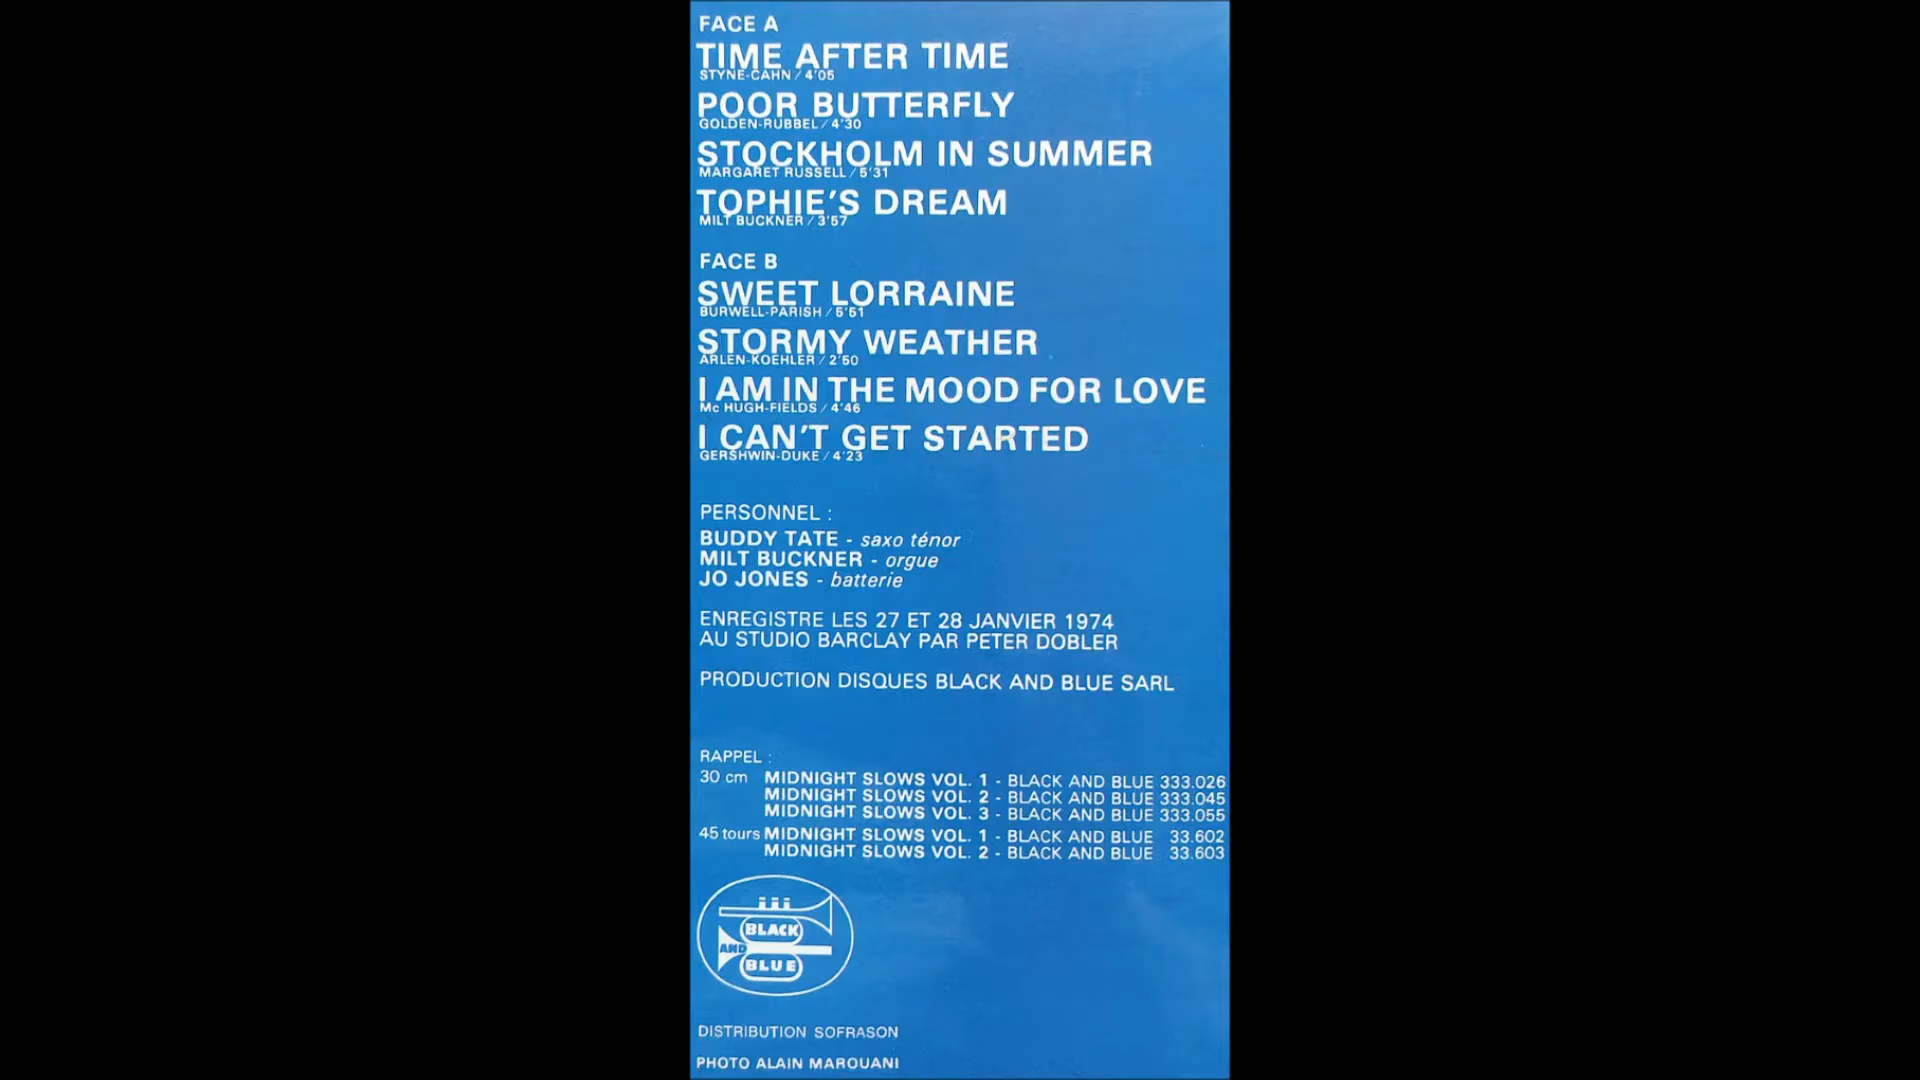 FACE A
TIME AFTER TIME
STYNE-CAHN / 4'05
POOR BUTTERFLY
GOLDEN-RUBBEL / 4'30
STOCKHOLM IN SUMMER
MARGARET RUSSELL / 5'31
TOPHIE'S DREAM
MILT BUCKNER / 3'57
FACE B
SWEET LORRAINE
BURWELL-PARISH / 5'51
STORMY WEATHER
ARLEN-KOEHLER / 2'50
I AM IN THE MOOD FOR LOVE
Mc HUGH-FIELDS / 4'46
I CAN'T GET STARTED
GERSHWIN-DUKE / 4'23
PERSONNEL :
BUDDY TATE - saxo ténor
MILT BUCKNER - orgue
JO JONES - batterie
ENREGISTRE LES 27 ET 28 JANVIER 1974
AU STUDIO BARCLAY PAR PETER DOBLER
PRODUCTION DISQUES BLACK AND BLUE SARL
RAPPEL :
30 cm MIDNIGHT SLOWS VOL. 1 - BLACK AND BLUE 333.026
MIDNIGHT SLOWS VOL. 2 - BLACK AND BLUE 333.045
MIDNIGHT SLOWS VOL. 3 - BLACK AND BLUE 333.055
45 tours MIDNIGHT SLOWS VOL. 1 - BLACK AND BLUE 33.602
MIDNIGHT SLOWS VOL. 2 - BLACK AND BLUE 33.603
BLACK
AND
BLUE
DISTRIBUTION SOFRASON
PHOTO ALAIN MAROUANI